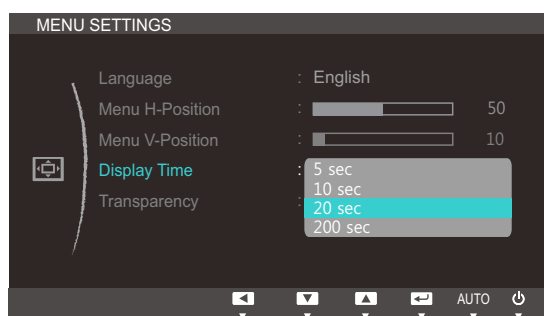 MENU SETTINGS
Language : English
Menu H-Position : 50
Menu V-Position : 10
Display Time : 5 sec
10 sec
Transparency : 20 sec
200 sec
AUTO